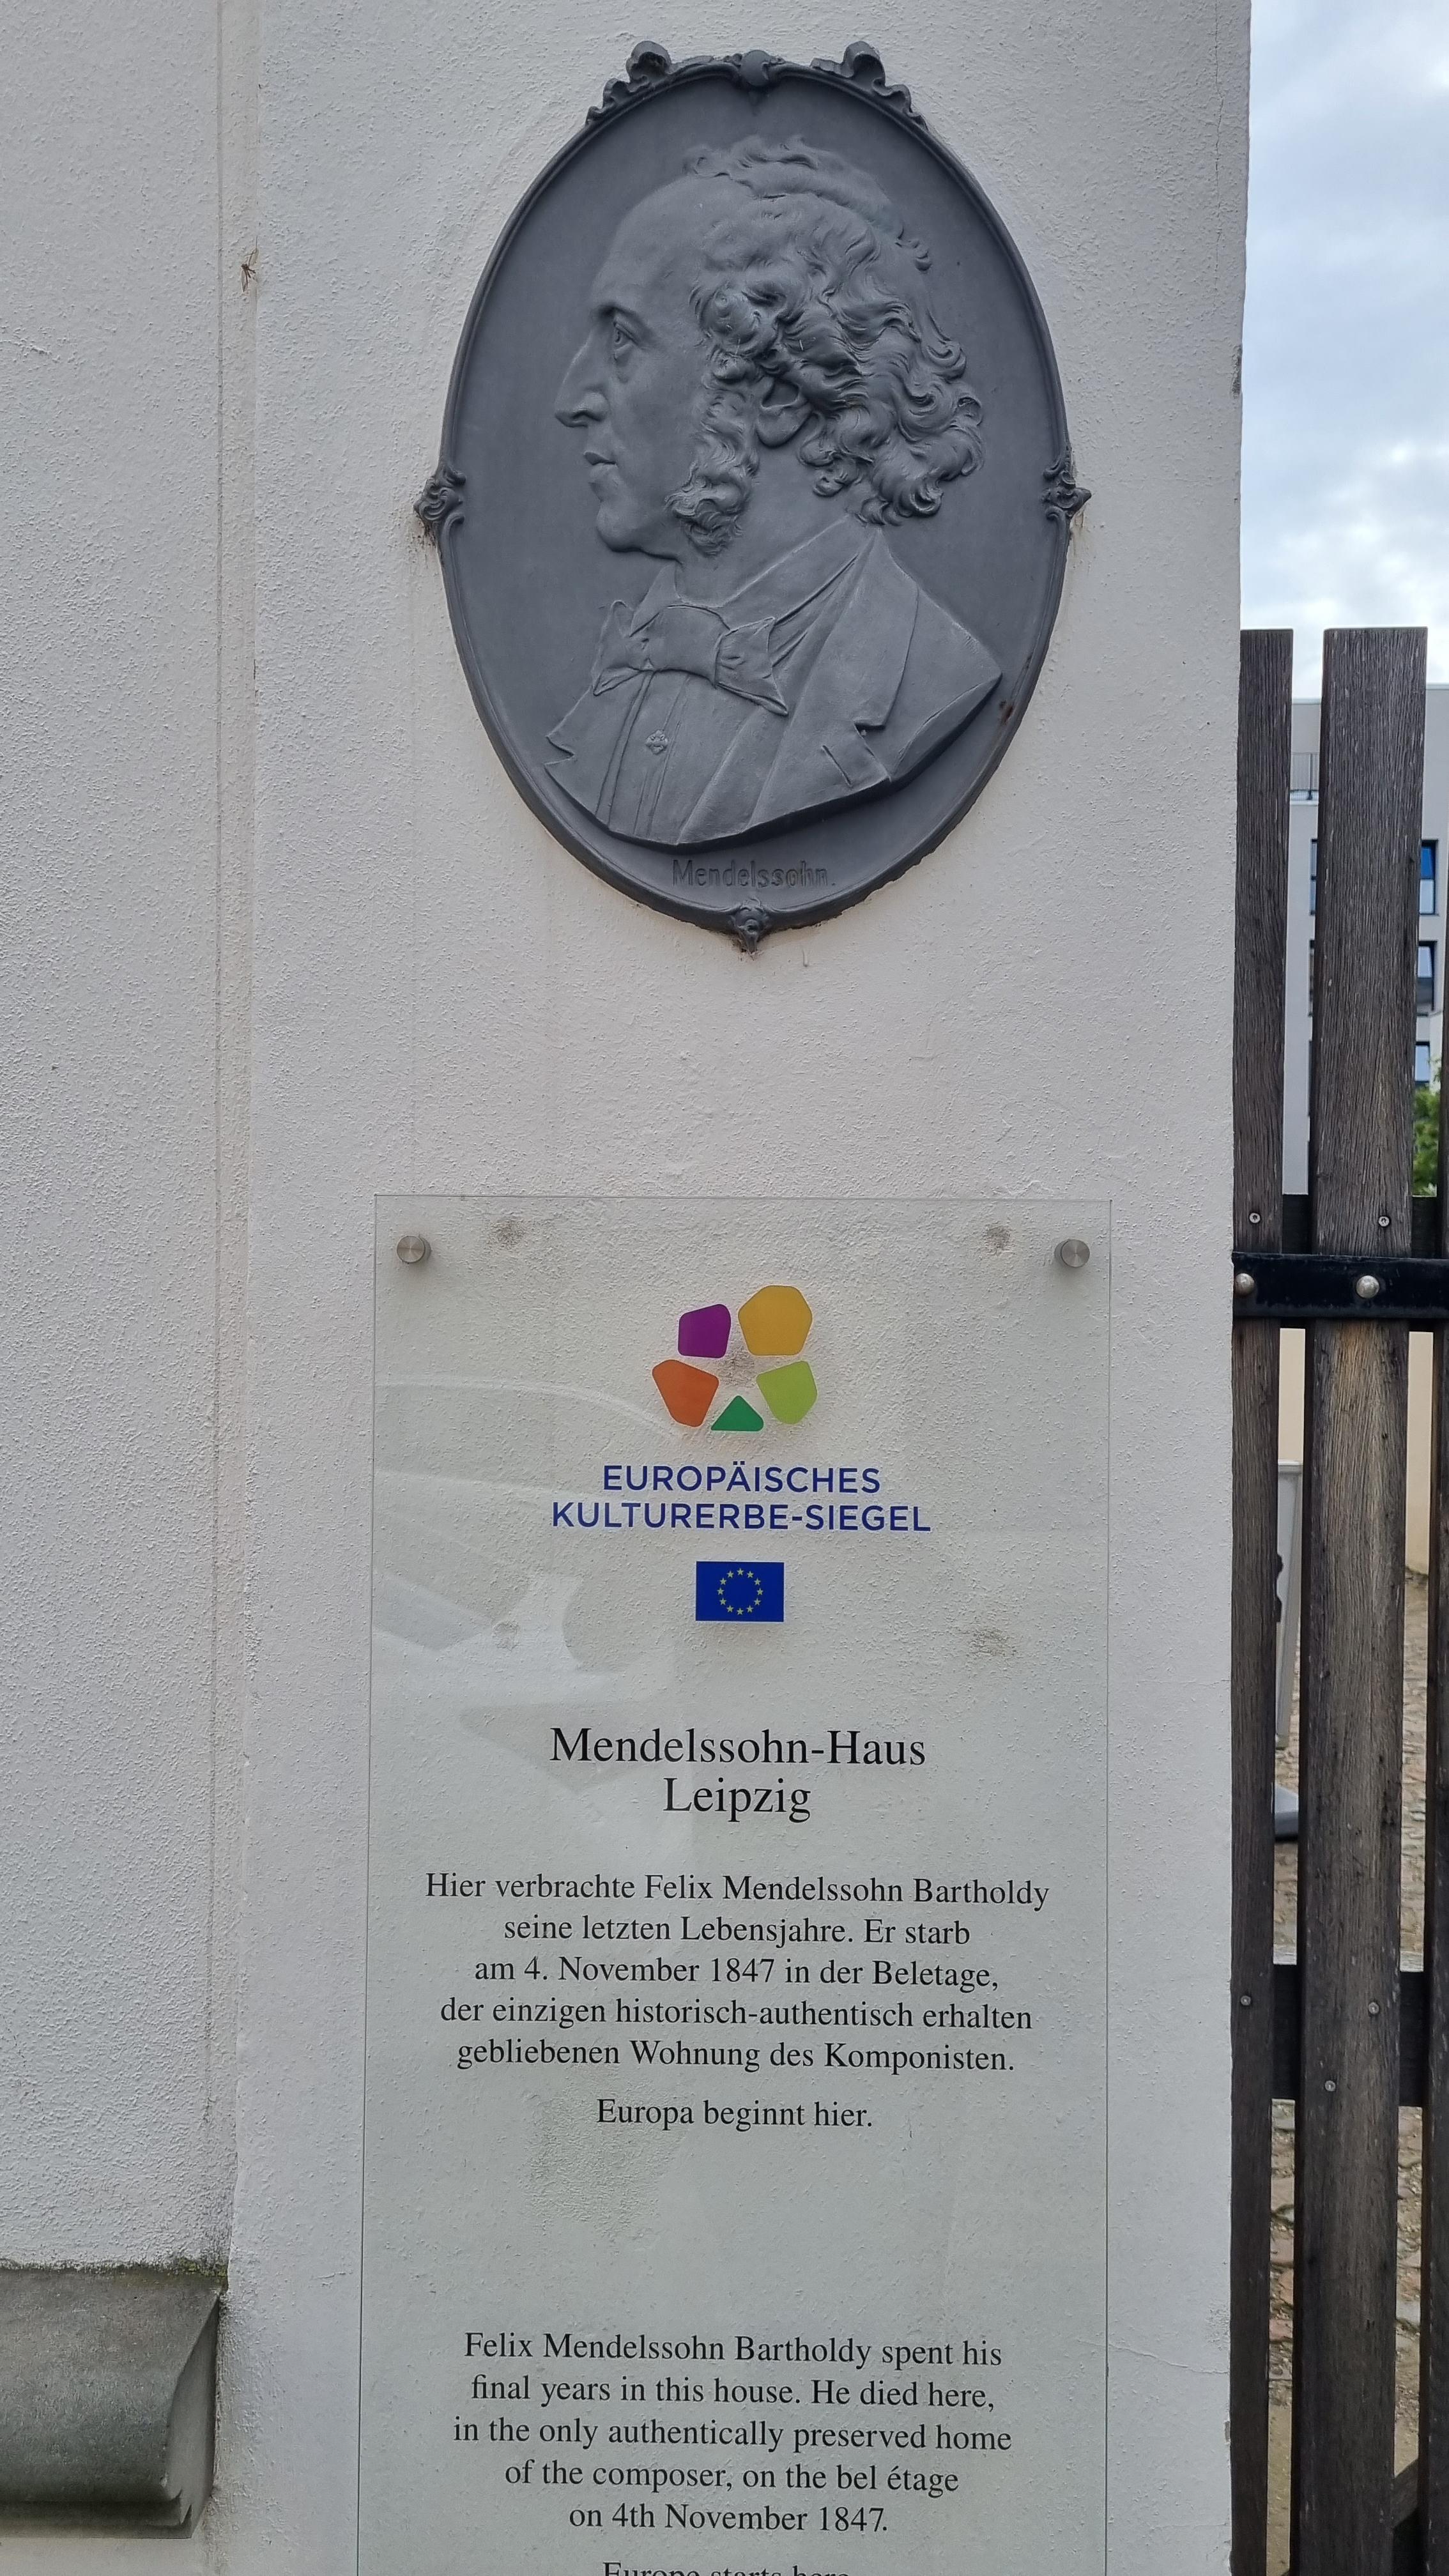 Mendelssohn.
EUROPÄISCHES
KULTURERBE-SIEGEL
Mendelssohn-Haus
Leipzig
Hier verbrachte Felix Mendelssohn Bartholdy
seine letzten Lebensjahre. Er starb
am 4. November 1847 in der Beletage,
der einzigen historisch-authentisch erhalten
gebliebenen Wohnung des Komponisten.
Europa beginnt hier.
Felix Mendelssohn Bartholdy spent his
final years in this house. He died here,
in the only authentically preserved home
of the composer, on the bel étage
on 4th November 1847.
Europe starts here.